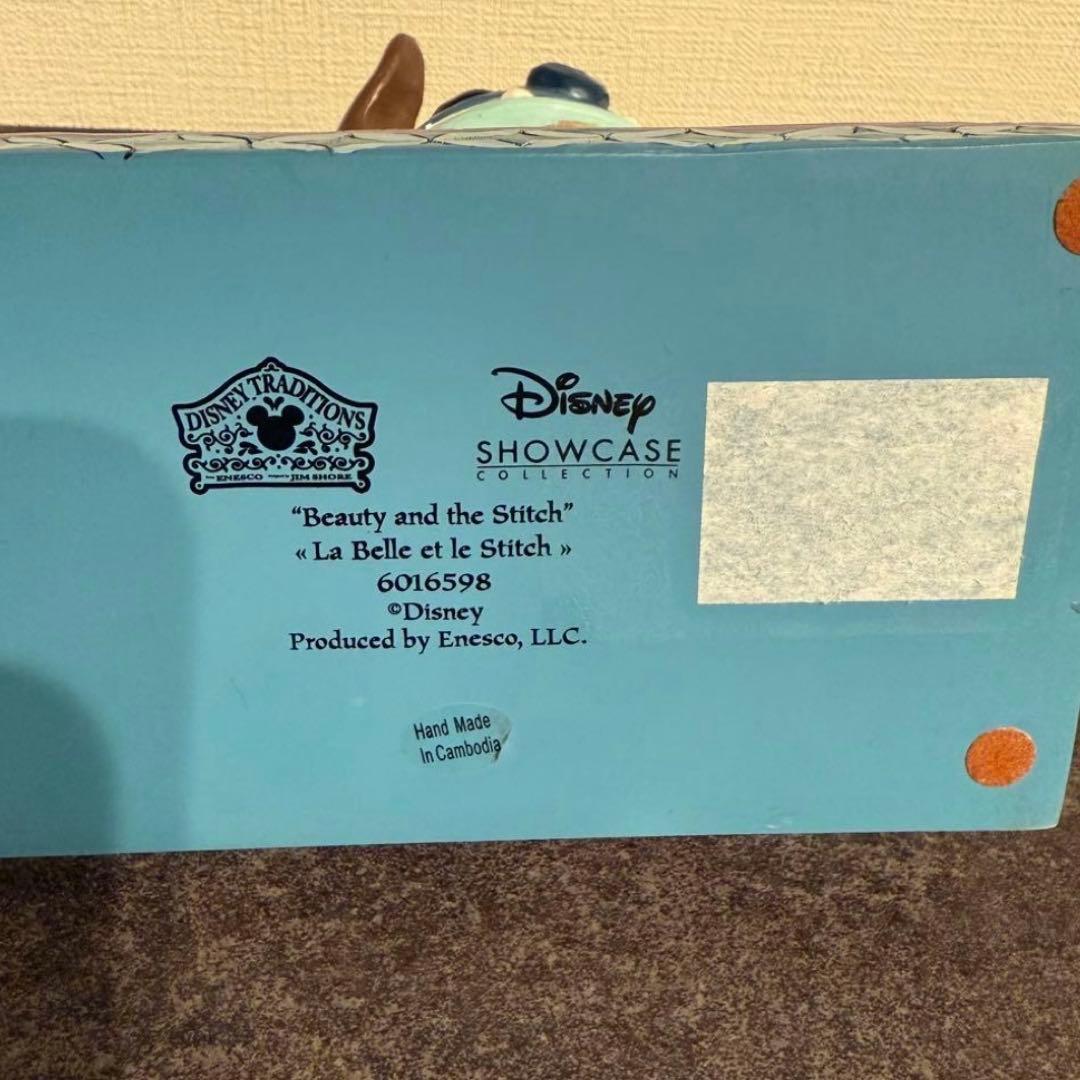 DISNEY TRADITIONS
ENESCO JIM SHORE
Disney
SHOWCASE
COLLECTION
“Beauty and the Stitch”
« La Belle et le Stitch »
6016598
©Disney
Produced by Enesco, LLC.
Hand Made
In Cambodia